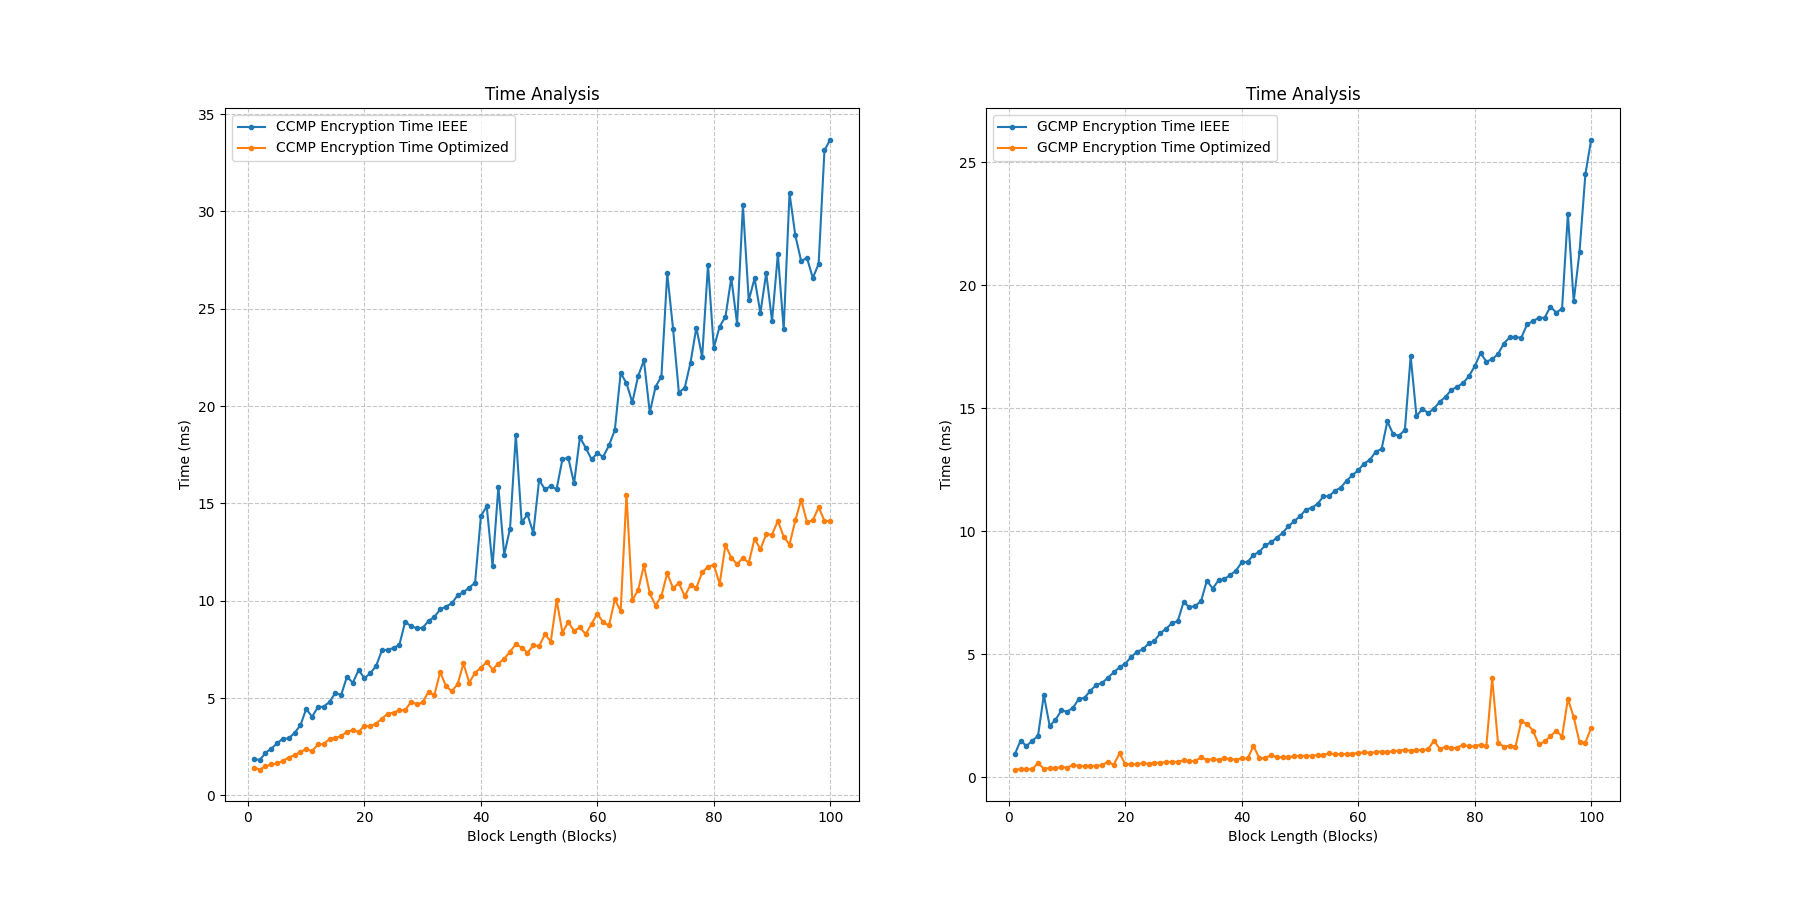 Time Analysis
CCMP Encryption Time IEEE
CCMP Encryption Time Optimized
35
30
25
20
15
10
5
0
Time (ms)
0 20 40 60 80 100
Block Length (Blocks)
Time Analysis
GCMP Encryption Time IEEE
GCMP Encryption Time Optimized
25
20
15
10
5
0
Time (ms)
0 20 40 60 80 100
Block Length (Blocks)